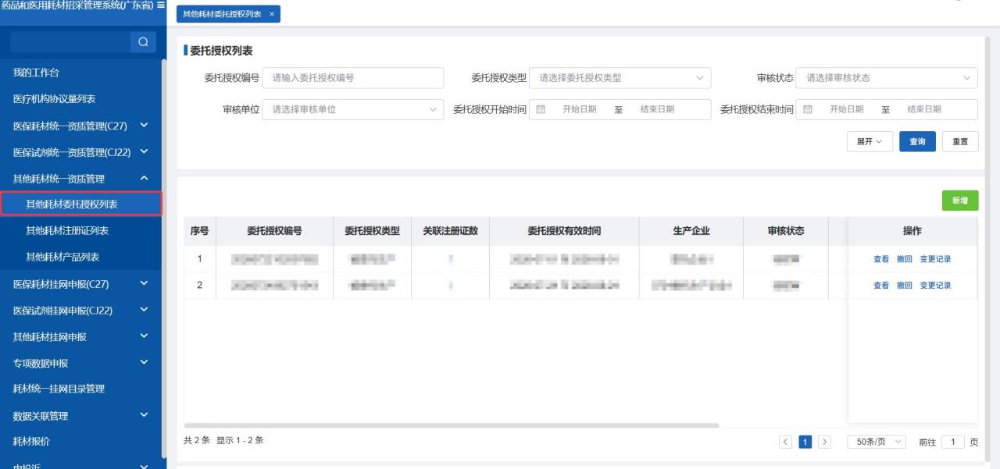 药品和医用耗材招采管理系统(广东省)
其他耗材委托授权列表 ×
我的工作台
医疗机构协议量列表
医保耗材统一资质管理(C27)
医保试剂统一资质管理(CJ22)
其他耗材统一资质管理
其他耗材委托授权列表
其他耗材注册证列表
其他耗材产品列表
医保耗材挂网申报(C27)
医保试剂挂网申报(CJ22)
其他耗材挂网申报
专项数据申报
耗材统一挂网目录管理
数据关联管理
耗材报价
委托授权列表
委托授权编号 请输入委托授权编号 委托授权类型 请选择委托授权类型 审核状态 请选择审核状态
审核单位 请选择审核单位 委托授权开始时间 开始日期 至 结束日期 委托授权结束时间 开始日期 至 结束日期
展开 查询 重置
新增
序号 委托授权编号 委托授权类型 关联注册证数 委托授权有效时间 生产企业 审核状态 操作
1 查看 撤回 变更记录
2 查看 撤回 变更记录
共 2 条 显示 1 - 2 条 < 1 > 50条/页 前往 1 页